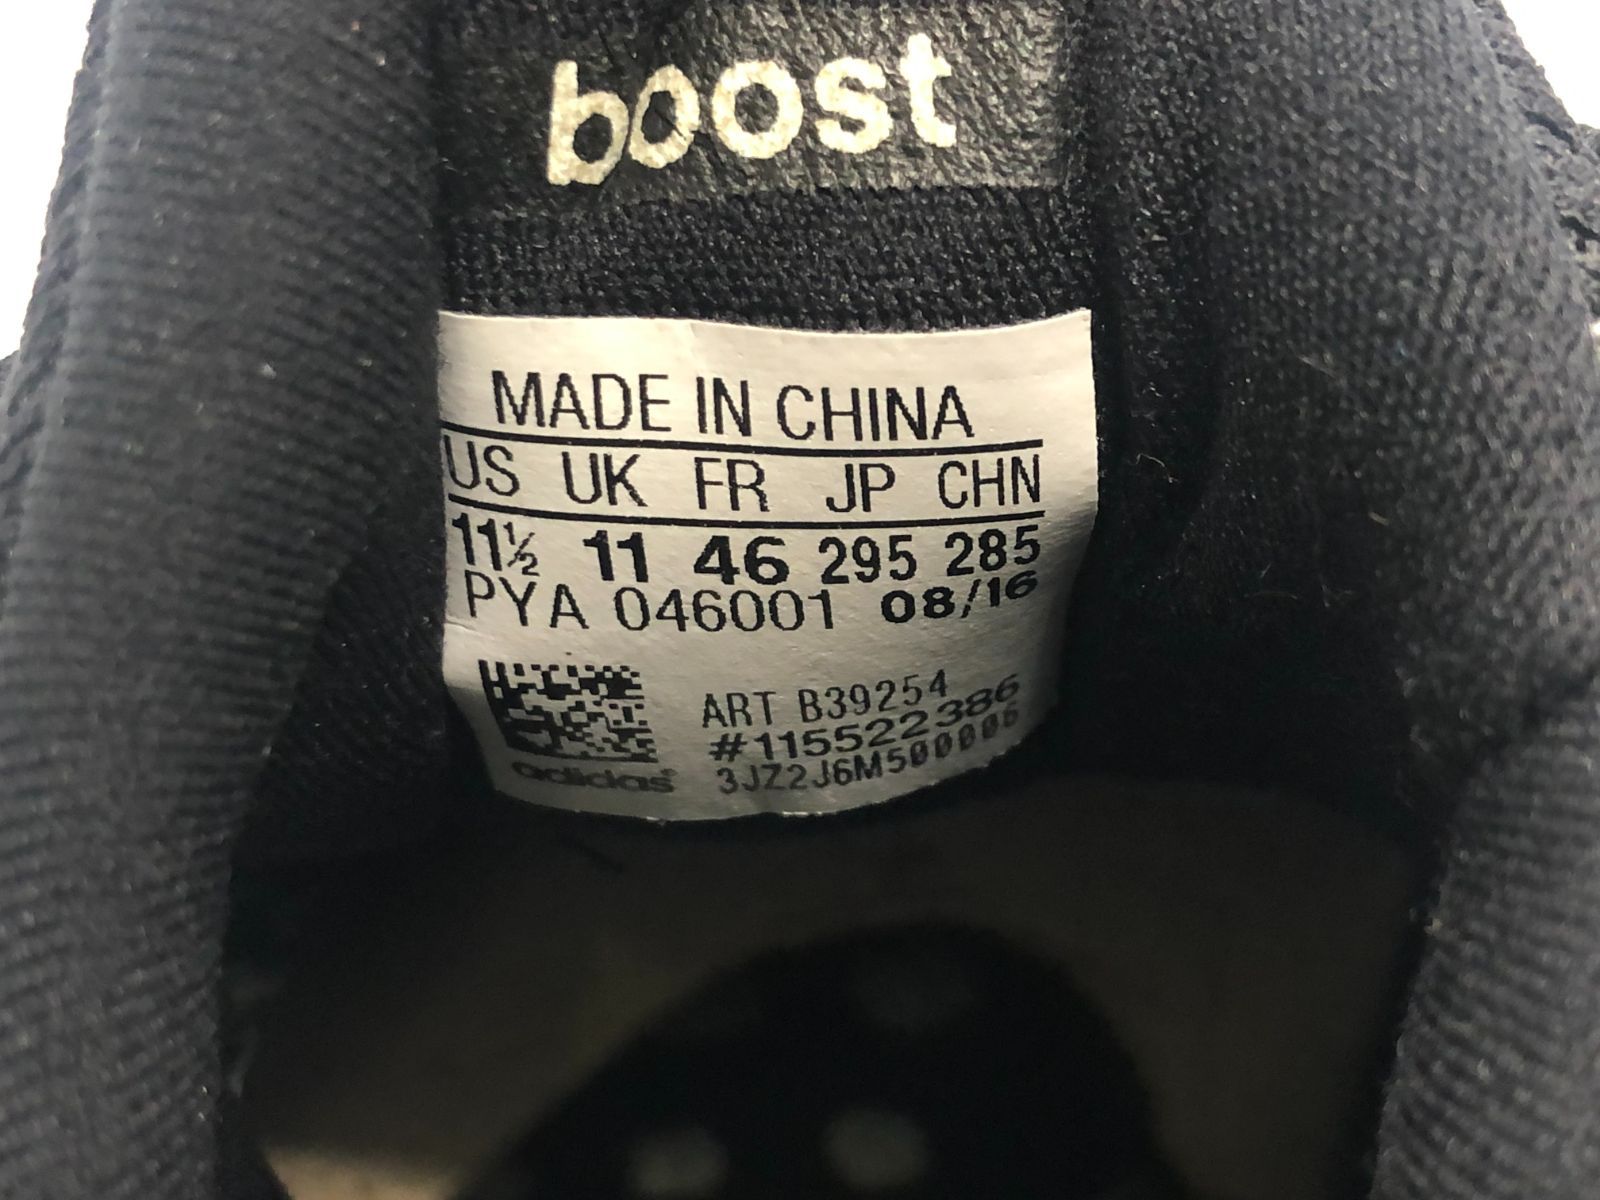 boost
MADE IN CHINA
US UK FR JP CHN
11½ 11 46 295 285
PYA 046001 08/16
ART B39254
#115522386
3JZ2J6M500006
adidas